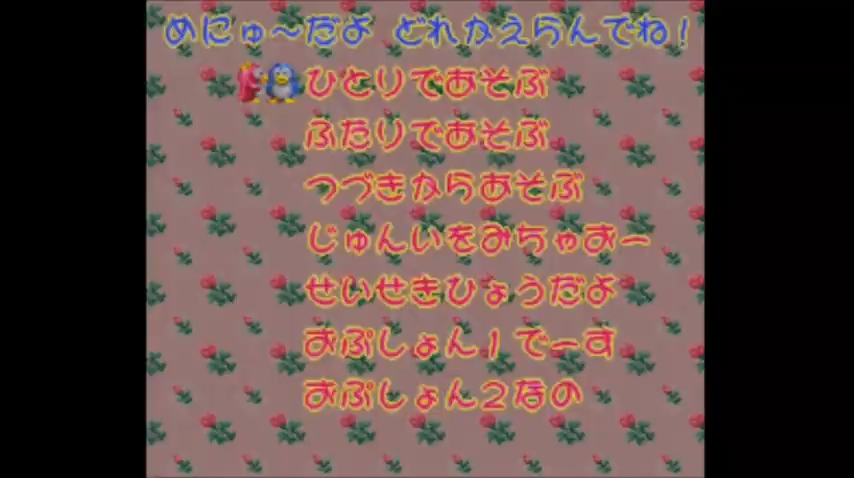 めにゅ～だよ どれかえらんでね!
ひとりであそぶ
ふたりであそぶ
つづきからあそぶ
じゅんいをみちゃおー
せいせきひょうだよ
おぷしょん1でーす
おぷしょん2なの